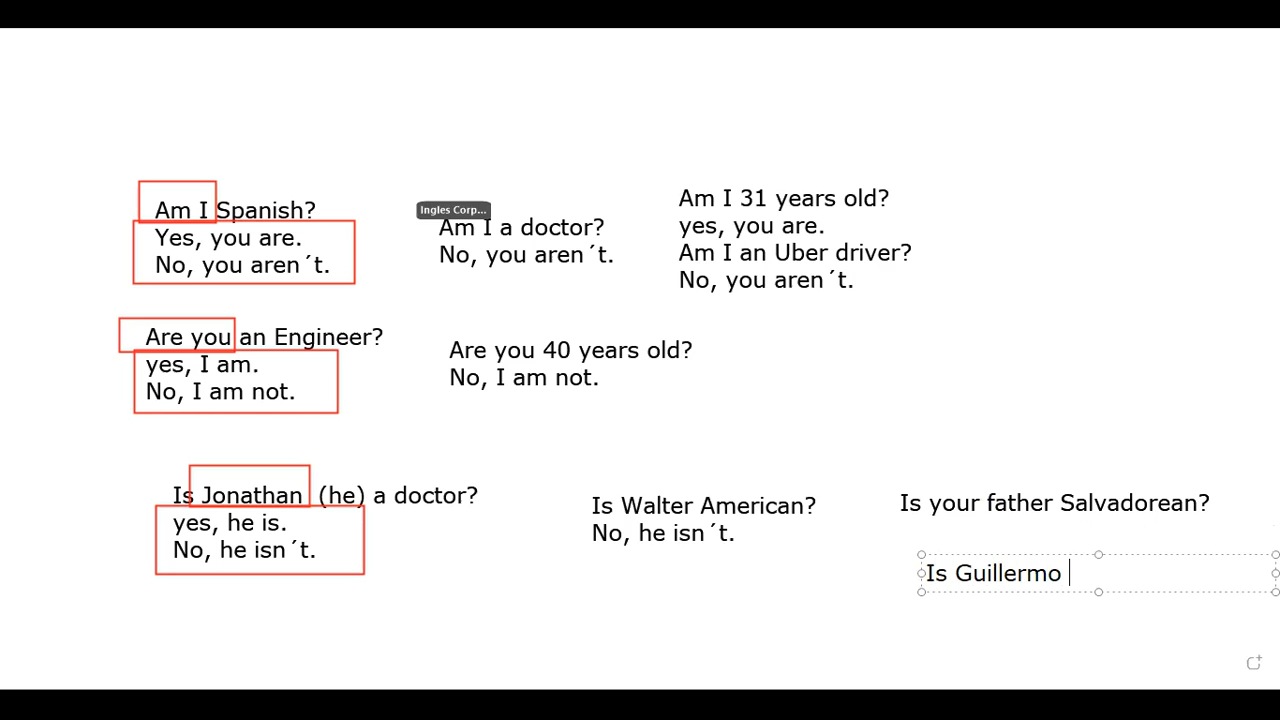 Am I Spanish?
Yes, you are.
No, you aren´t.
Ingles Corp...
Am I a doctor?
No, you aren´t.
Am I 31 years old?
yes, you are.
Am I an Uber driver?
No, you aren´t.
Are you an Engineer?
yes, I am.
No, I am not.
Are you 40 years old?
No, I am not.
Is Jonathan  (he) a doctor?
yes, he is.
No, he isn´t.
Is Walter American?
No, he isn´t.
Is your father Salvadorean?
Is Guillermo